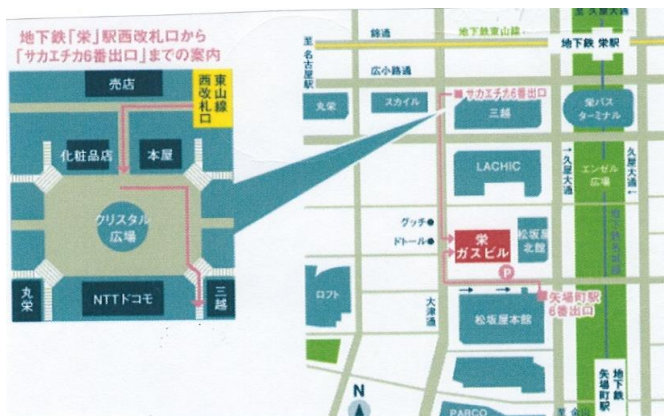 地下鉄「栄」駅西改札口から
「サカエチカ6番出口」までの案内
売店
東山線
西改札口
化粧品店
本屋
クリスタル
広場
丸栄
NTTドコモ
三越
至 名古屋駅
錦通
地下鉄東山線
地下鉄 栄駅
広小路通
サカエチカ6番出口
丸栄
スカイル
三越
栄バス
ターミナル
LACHIC
→久屋大通
エンゼル
広場
久屋大通←
グッチ
ドトール
栄
ガスビル
松坂屋
北館
P
ロフト
大津通
矢場町駅
6番出口
松坂屋本館
地下鉄
矢場町駅
N
PARCO